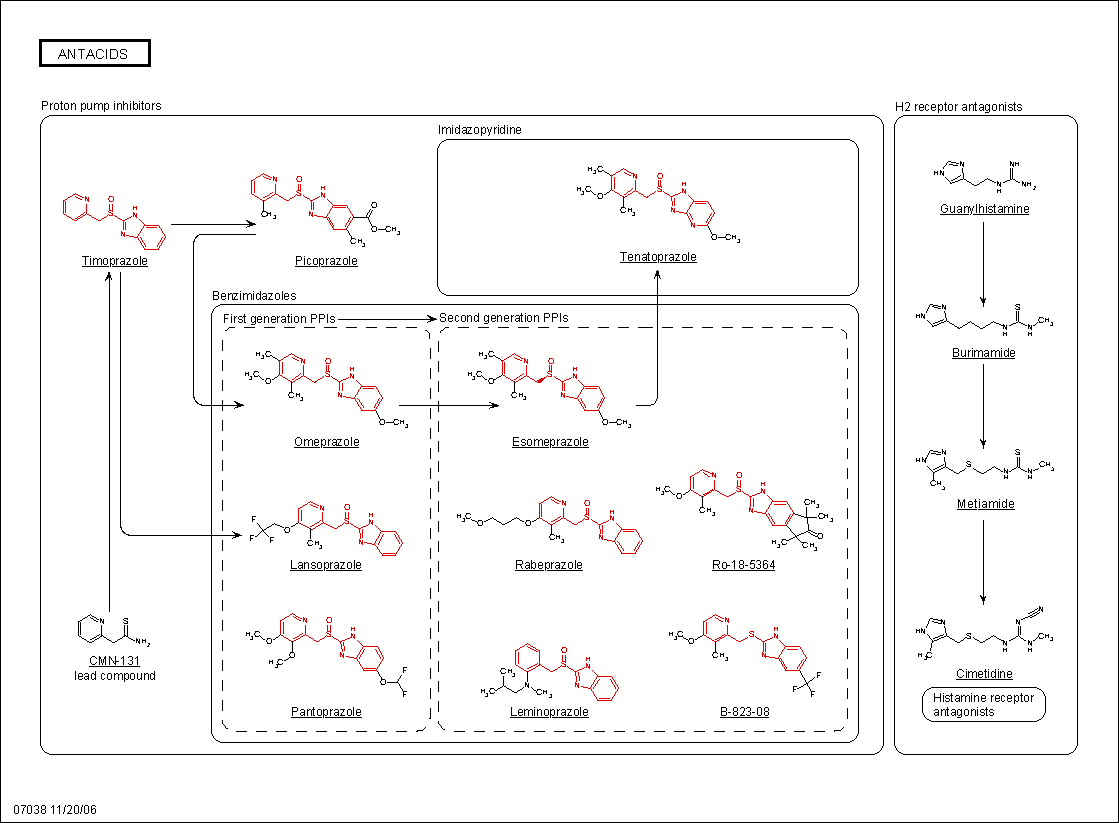 ANTACIDS
Proton pump inhibitors
H2 receptor antagonists
Imidazopyridine
Timoprazole
Picoprazole
Tenatoprazole
Guanylhistamine
Benzimidazoles
First generation PPIs
Second generation PPIs
Burimamide
Omeprazole
Esomeprazole
Metiamide
Lansoprazole
Rabeprazole
Ro-18-5364
CMN-131
lead compound
Pantoprazole
Leminoprazole
B-823-08
Cimetidine
Histamine receptor
antagonists
07038 11/20/06